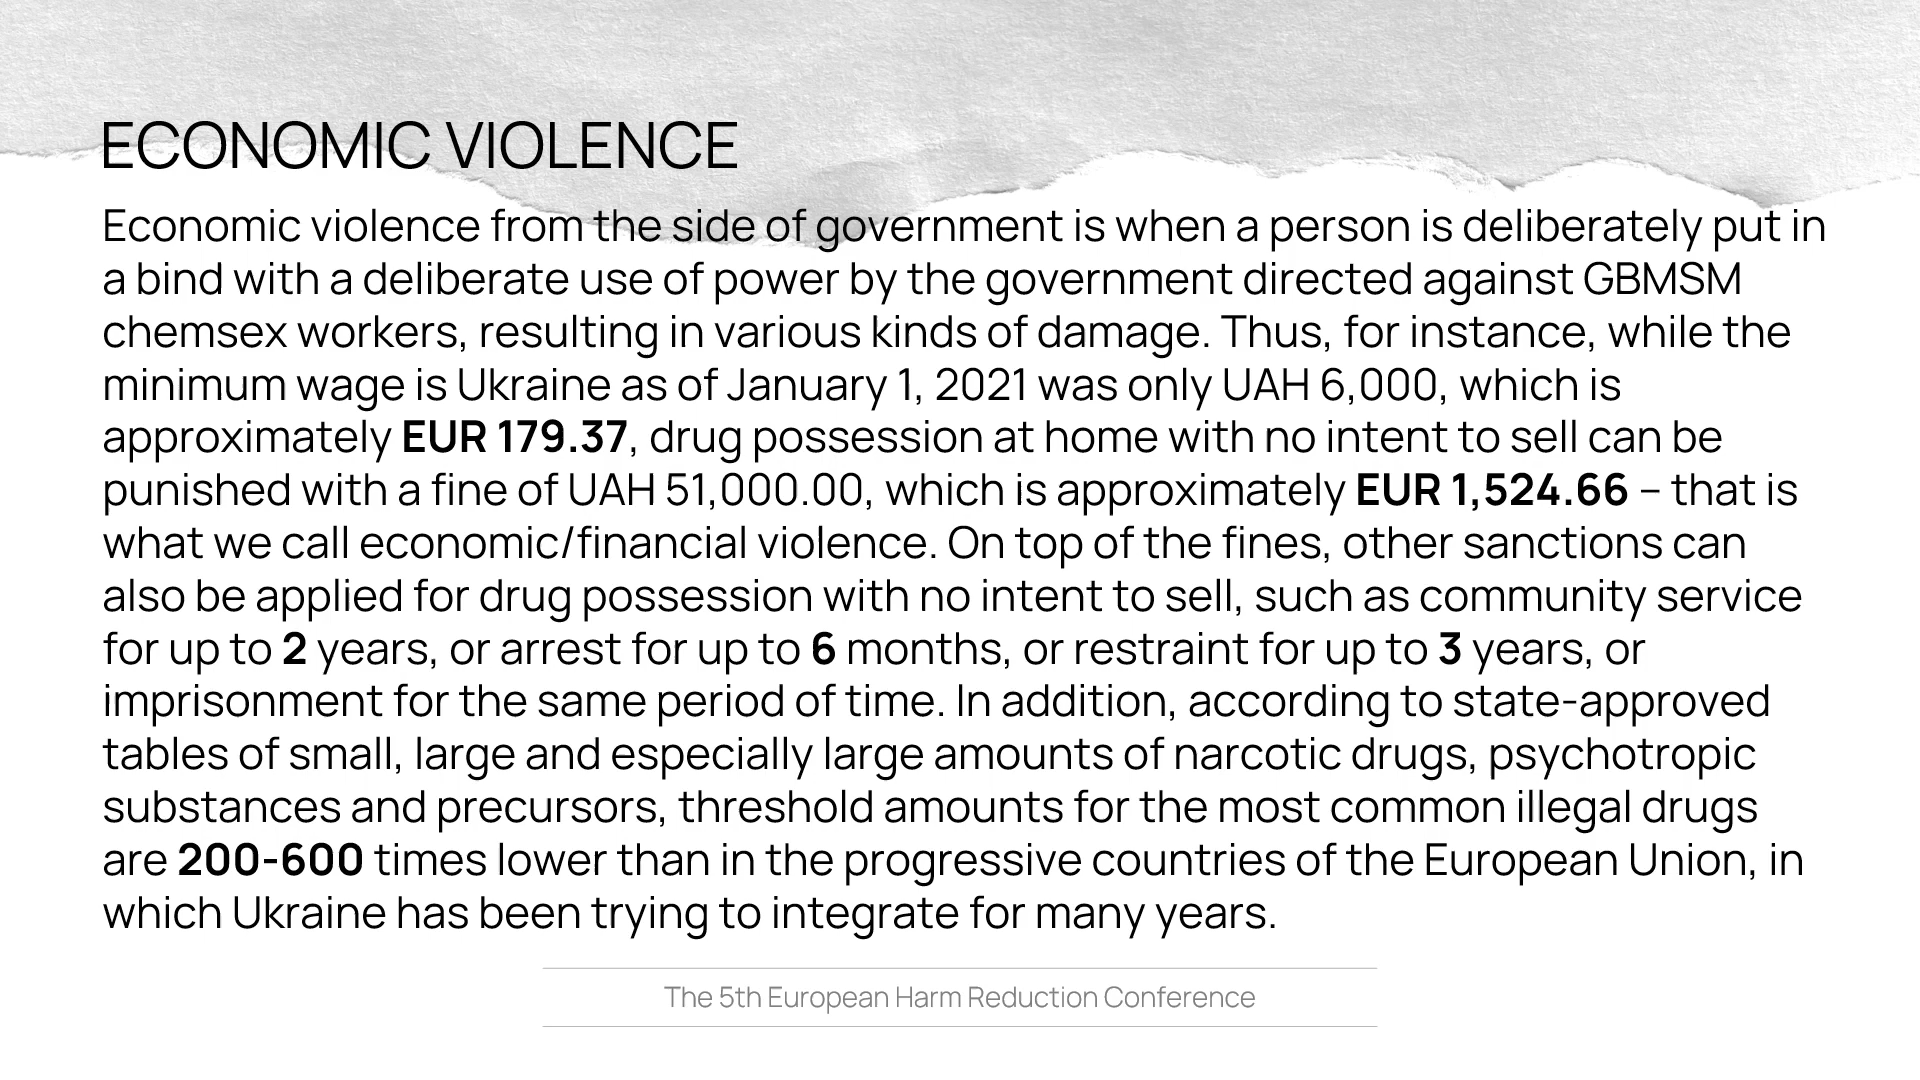 ECONOMIC VIOLENCE
Economic violence from the side of government is when a person is deliberately put in
a bind with a deliberate use of power by the government directed against GBMSM
chemsex workers, resulting in various kinds of damage. Thus, for instance, while the
minimum wage is Ukraine as of January 1, 2021 was only UAH 6,000, which is
approximately EUR 179.37, drug possession at home with no intent to sell can be
punished with a fine of UAH 51,000.00, which is approximately EUR 1,524.66 – that is
what we call economic/financial violence. On top of the fines, other sanctions can
also be applied for drug possession with no intent to sell, such as community service
for up to 2 years, or arrest for up to 6 months, or restraint for up to 3 years, or
imprisonment for the same period of time. In addition, according to state-approved
tables of small, large and especially large amounts of narcotic drugs, psychotropic
substances and precursors, threshold amounts for the most common illegal drugs
are 200-600 times lower than in the progressive countries of the European Union, in
which Ukraine has been trying to integrate for many years.
The 5th European Harm Reduction Conference